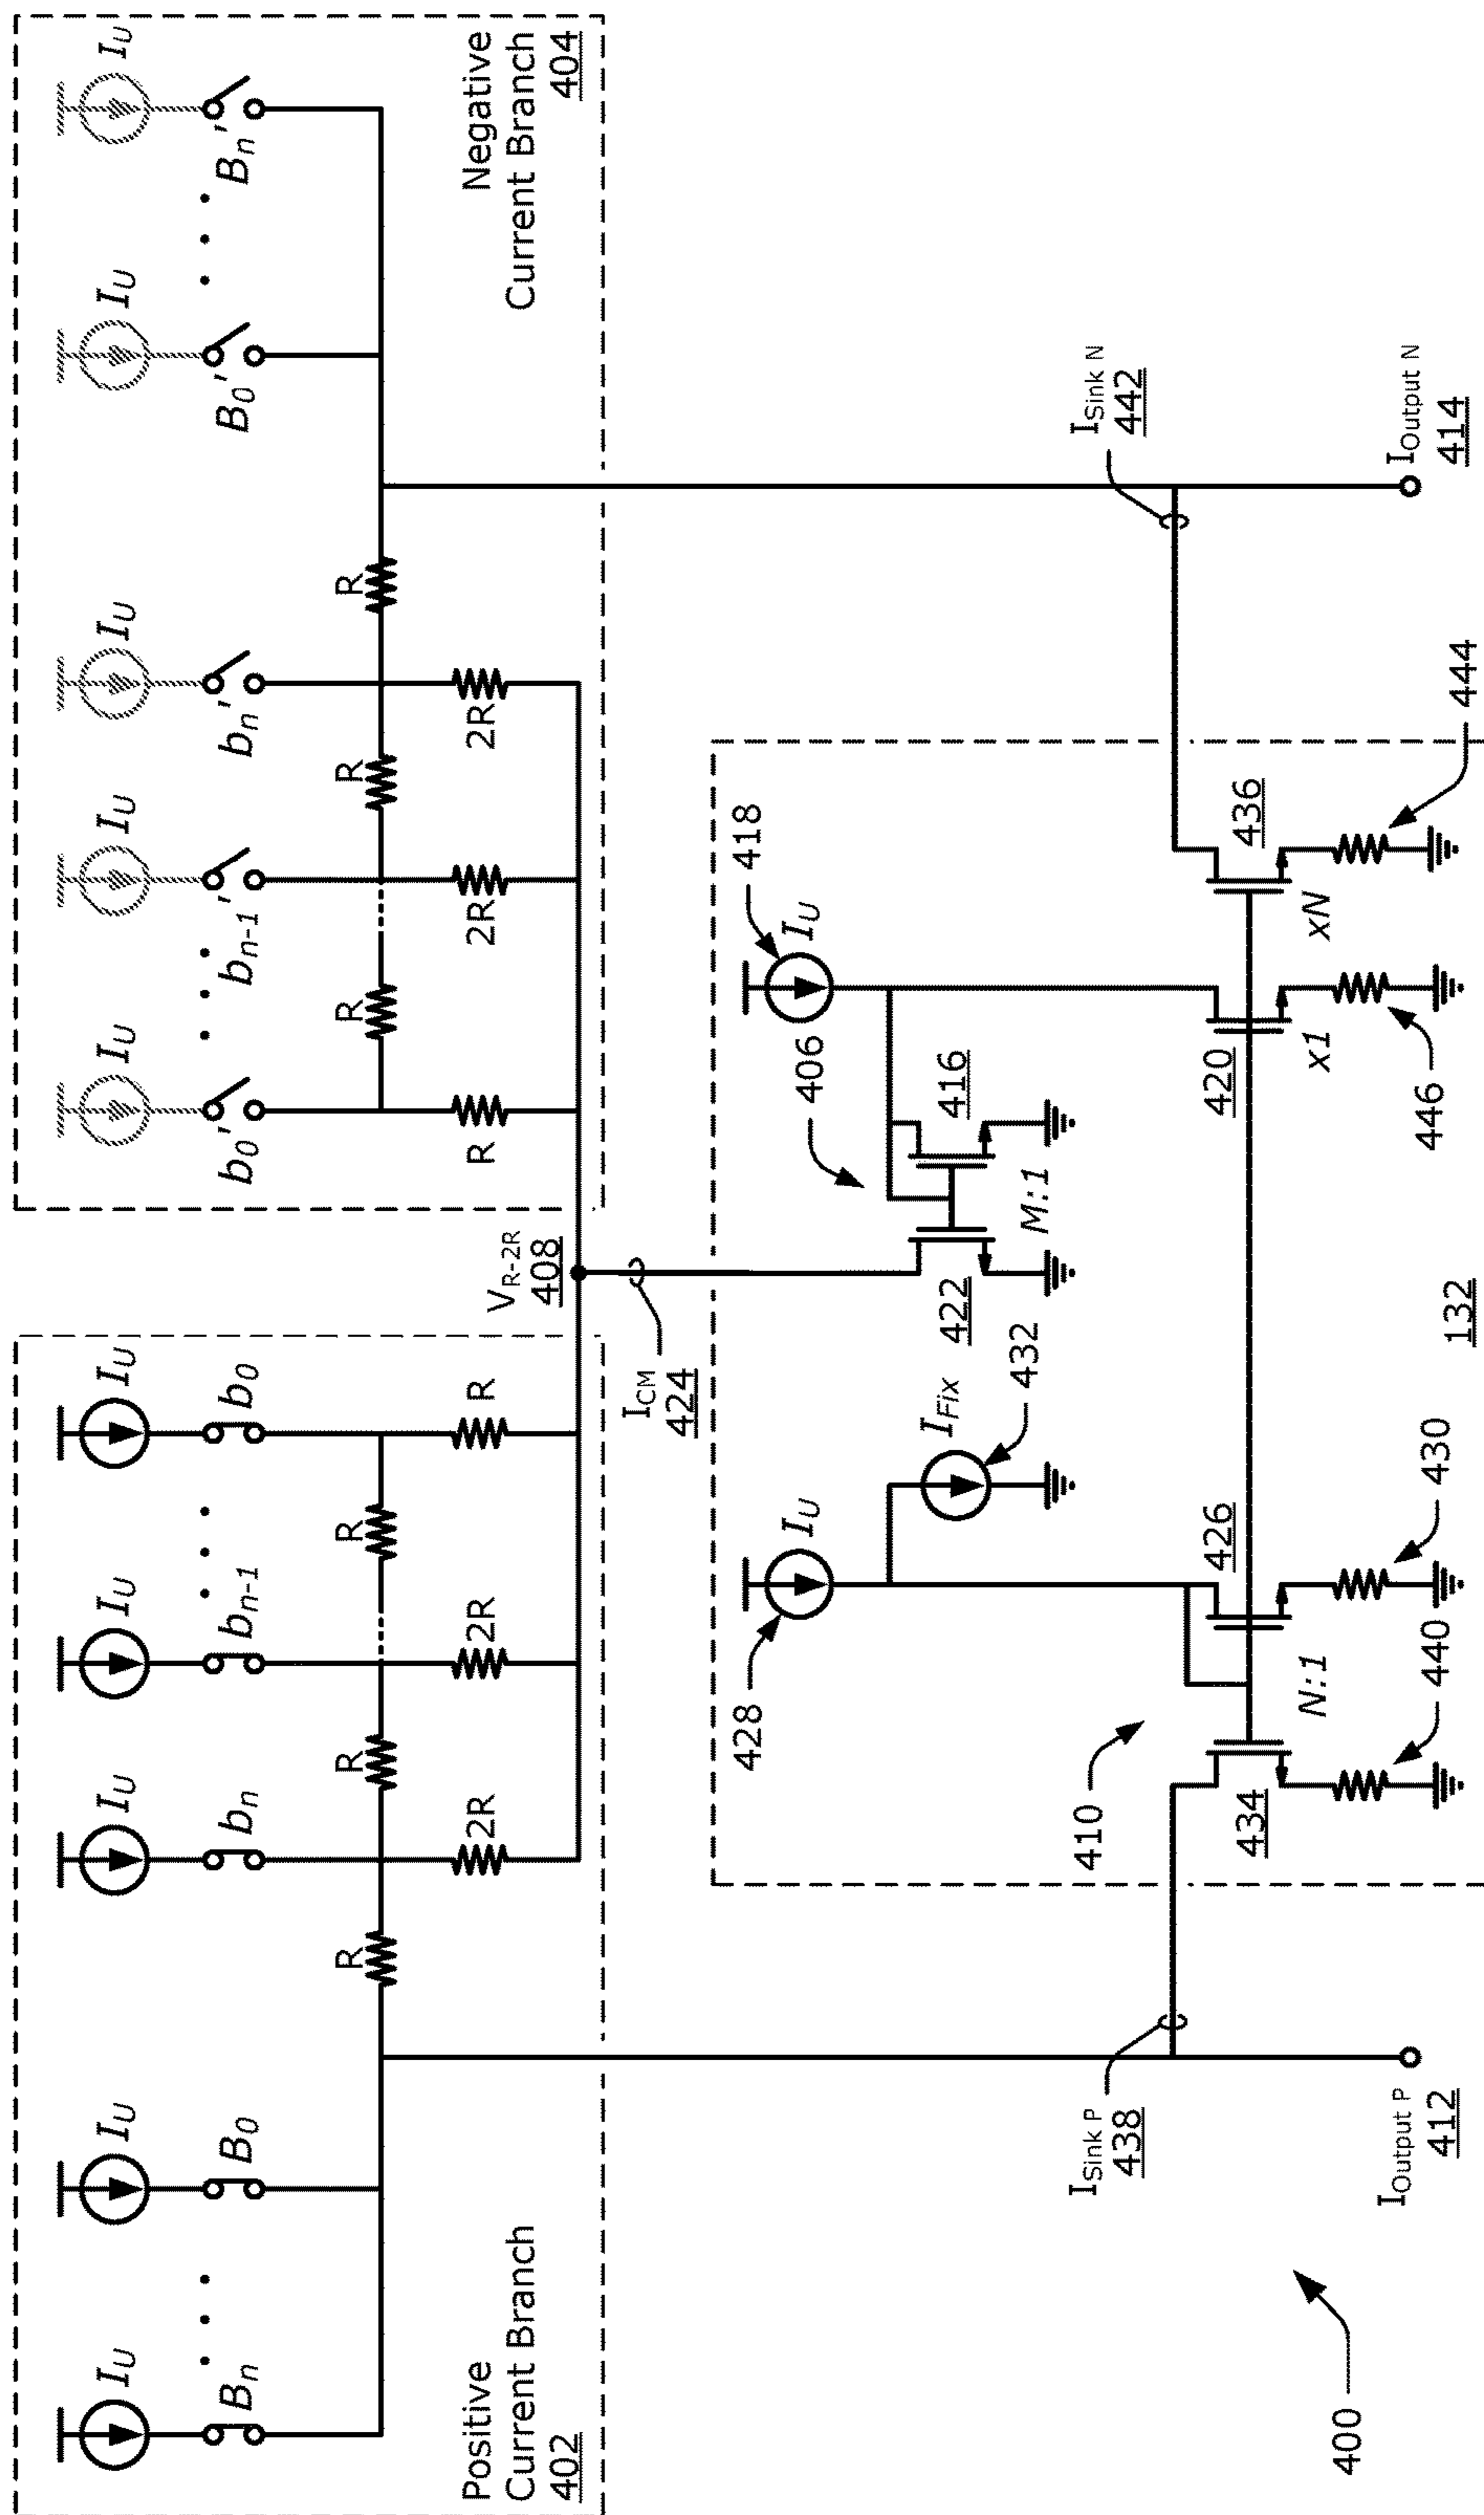 I_U I_U I_U I_U I_U I_U I_U I_U I_U I_U
B_n . . . B_0 b_n b_n-1 . . . b_0 b_0' . . . b_n-1' b_n' B_0' . . . B_n'
R R R R R R
2R 2R R R 2R 2R
Positive
Current Branch
402
Negative
Current Branch
404
V_R-2R
408
I_CM
424
428
I_U
I_Fix
432
406
I_U
418
422
416
M:1
410
434
N:1
426
420
x1
xN
436
440
430
446
444
132
I_Sink P
438
I_Sink N
442
I_Output P
412
I_Output N
414
400